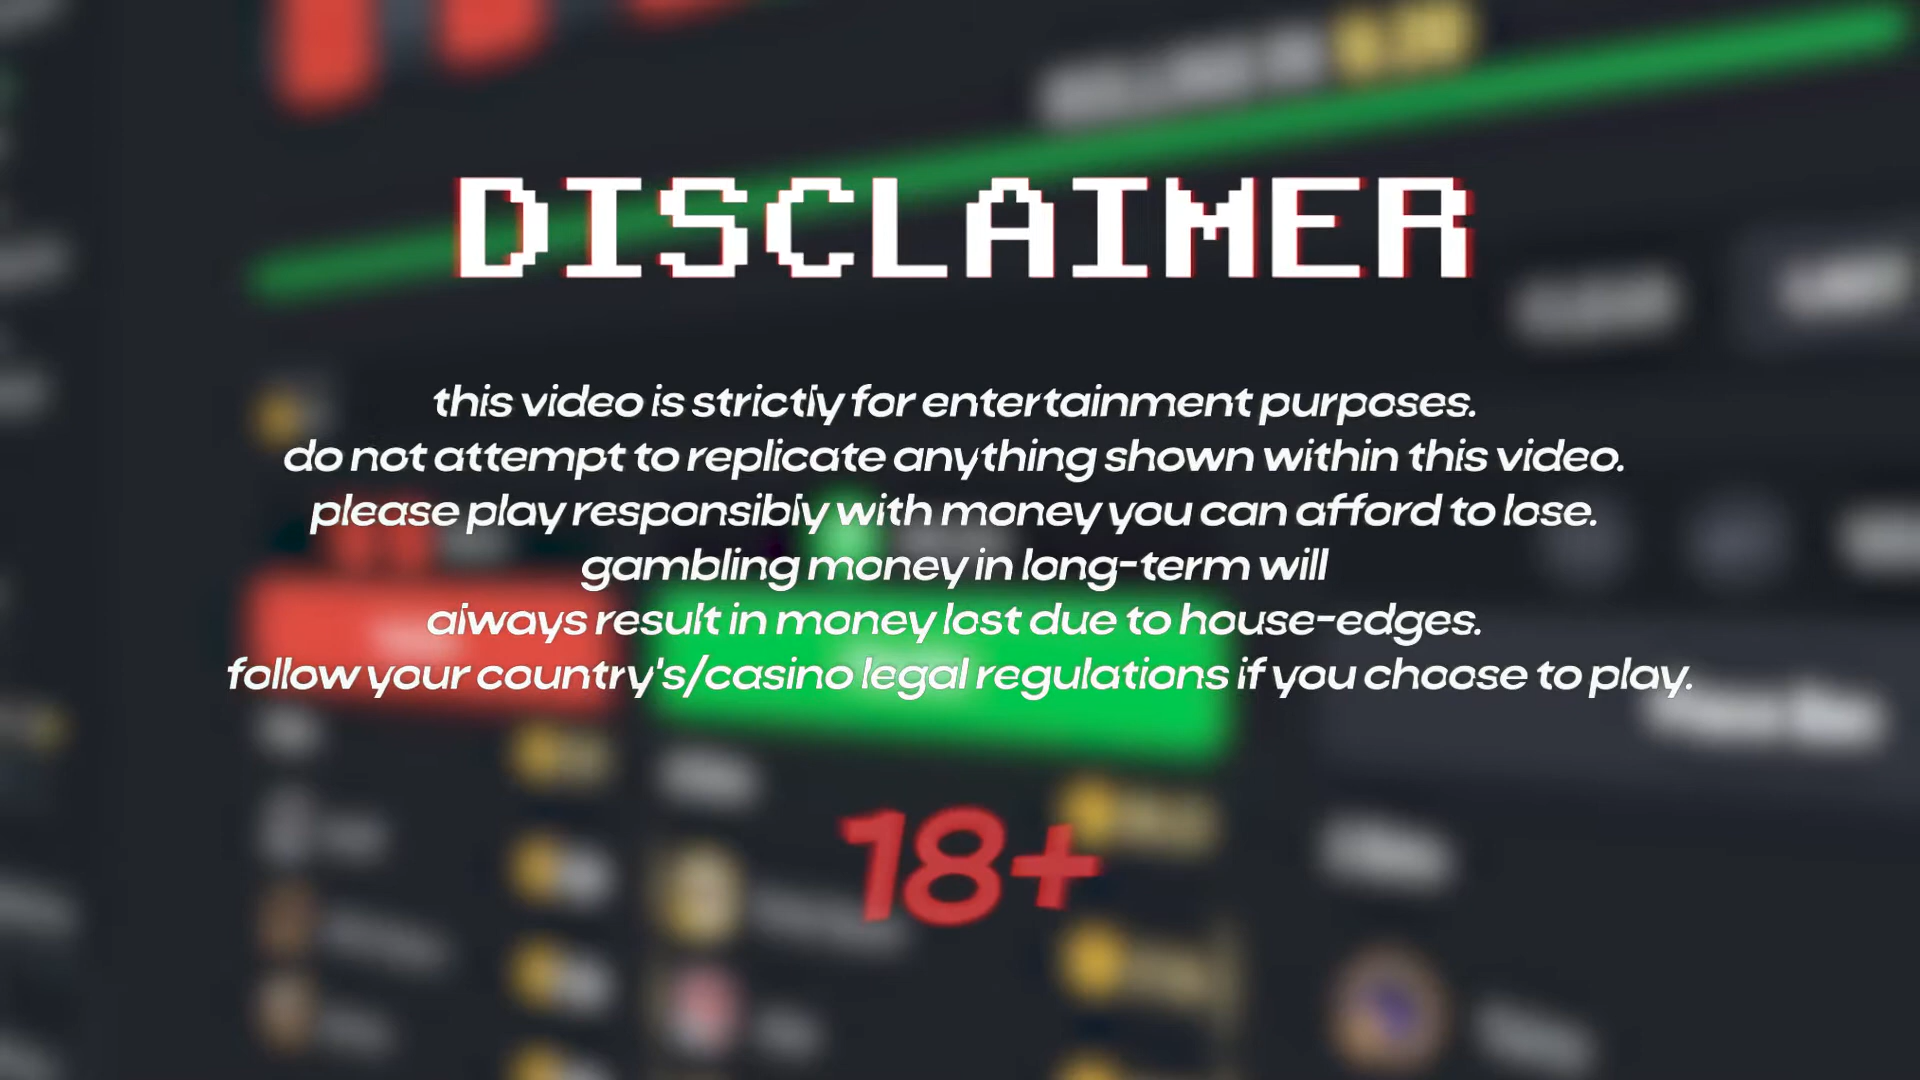 DISCLAIMER
this video is strictly for entertainment purposes.
do not attempt to replicate anything shown within this video.
please play responsibly with money you can afford to lose.
gambling money in long-term will
always result in money lost due to house-edges.
follow your country's/casino legal regulations if you choose to play.
18+